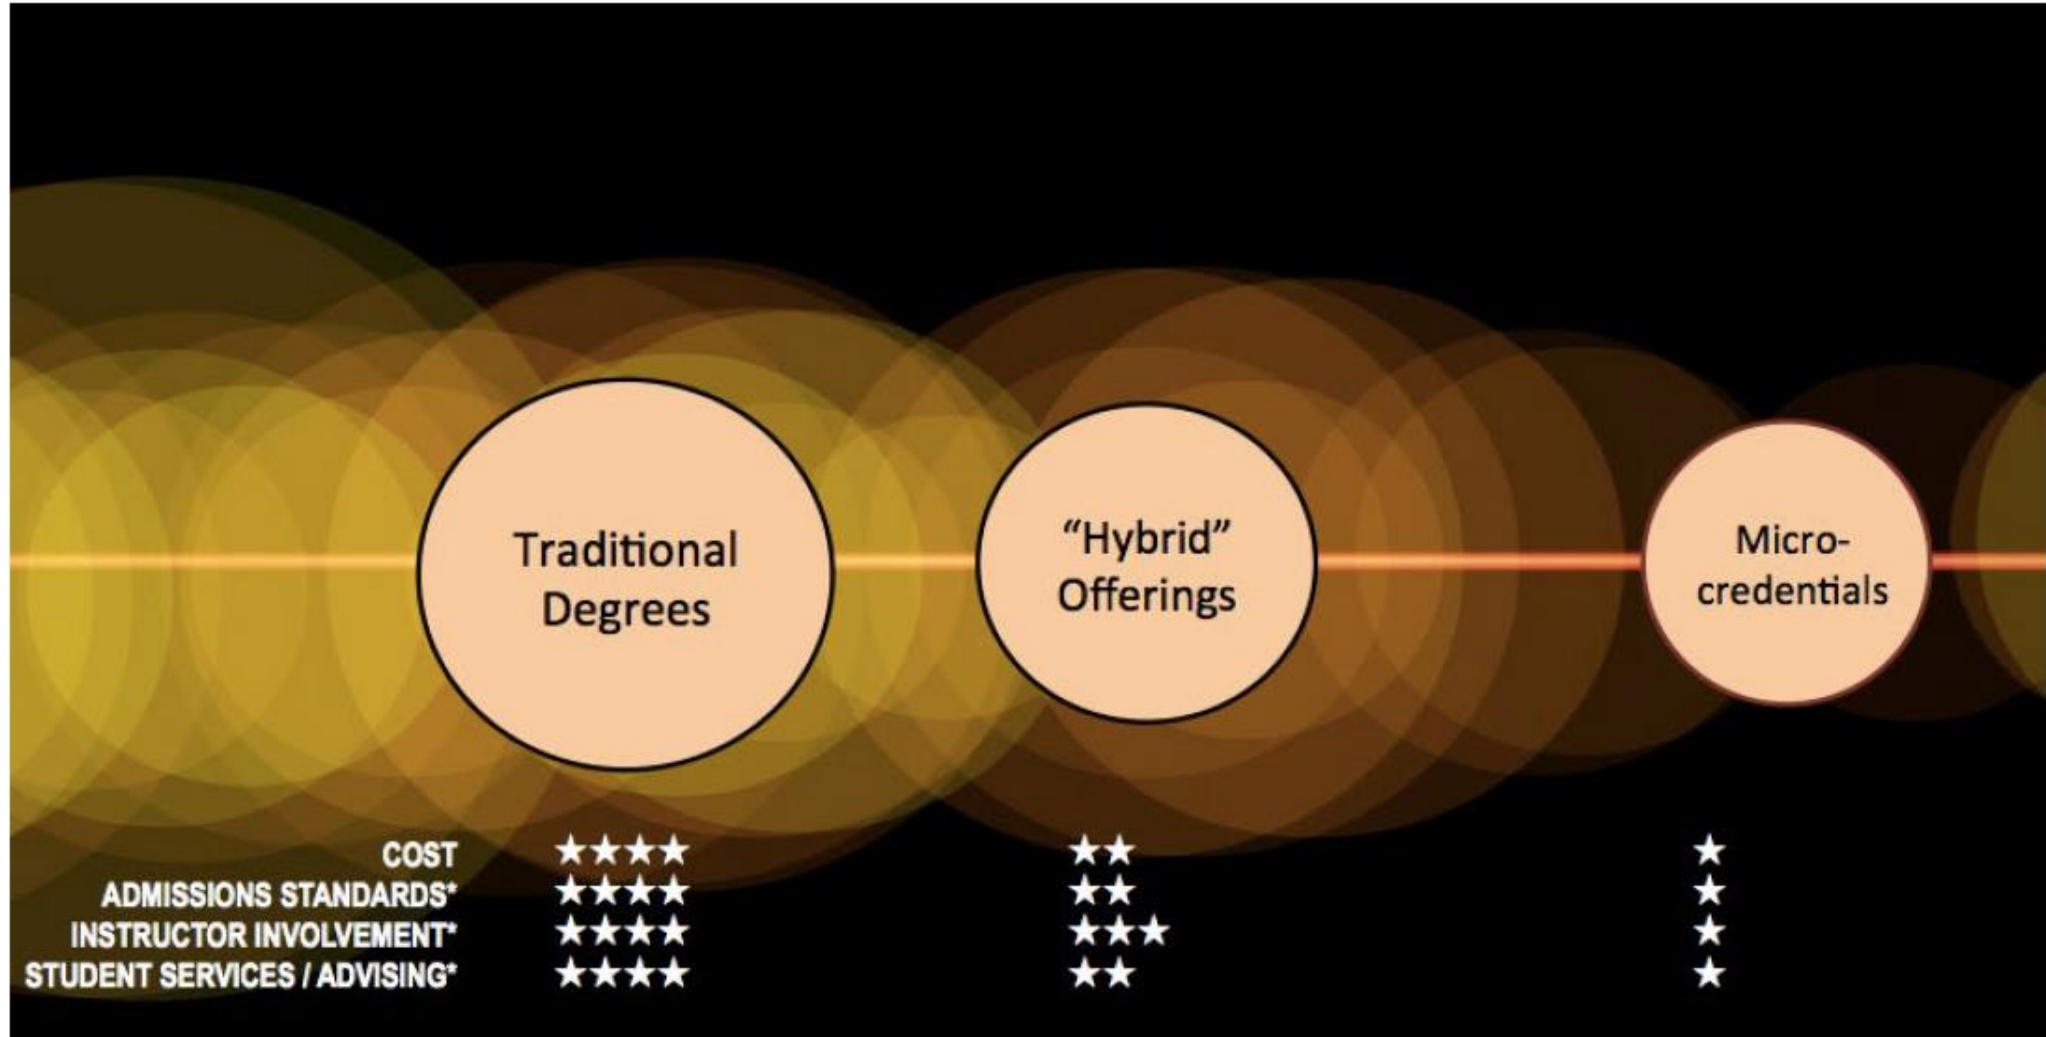 Traditional
Degrees
“Hybrid”
Offerings
Micro-
credentials
COST ★★★★ ★★ ★
ADMISSIONS STANDARDS* ★★★★ ★★ ★
INSTRUCTOR INVOLVEMENT* ★★★★ ★★★ ★
STUDENT SERVICES / ADVISING* ★★★★ ★★ ★